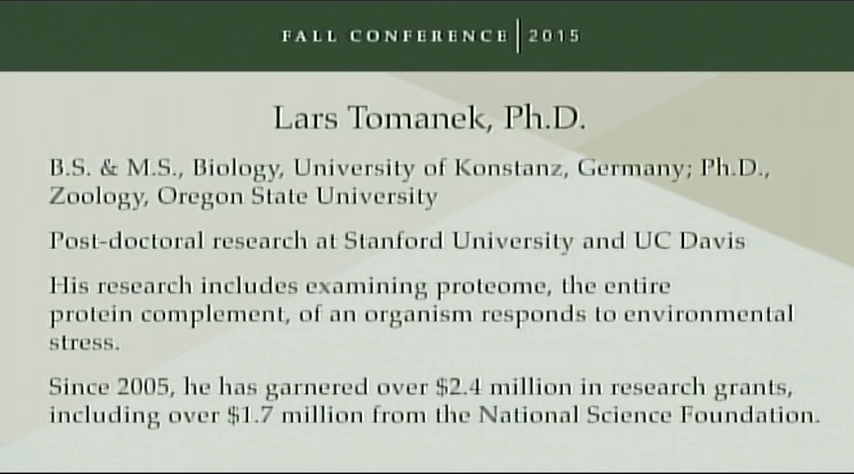 FALL CONFERENCE | 2015
Lars Tomanek, Ph.D.
B.S. & M.S., Biology, University of Konstanz, Germany; Ph.D.,
Zoology, Oregon State University
Post-doctoral research at Stanford University and UC Davis
His research includes examining proteome, the entire
protein complement, of an organism responds to environmental
stress.
Since 2005, he has garnered over $2.4 million in research grants,
including over $1.7 million from the National Science Foundation.